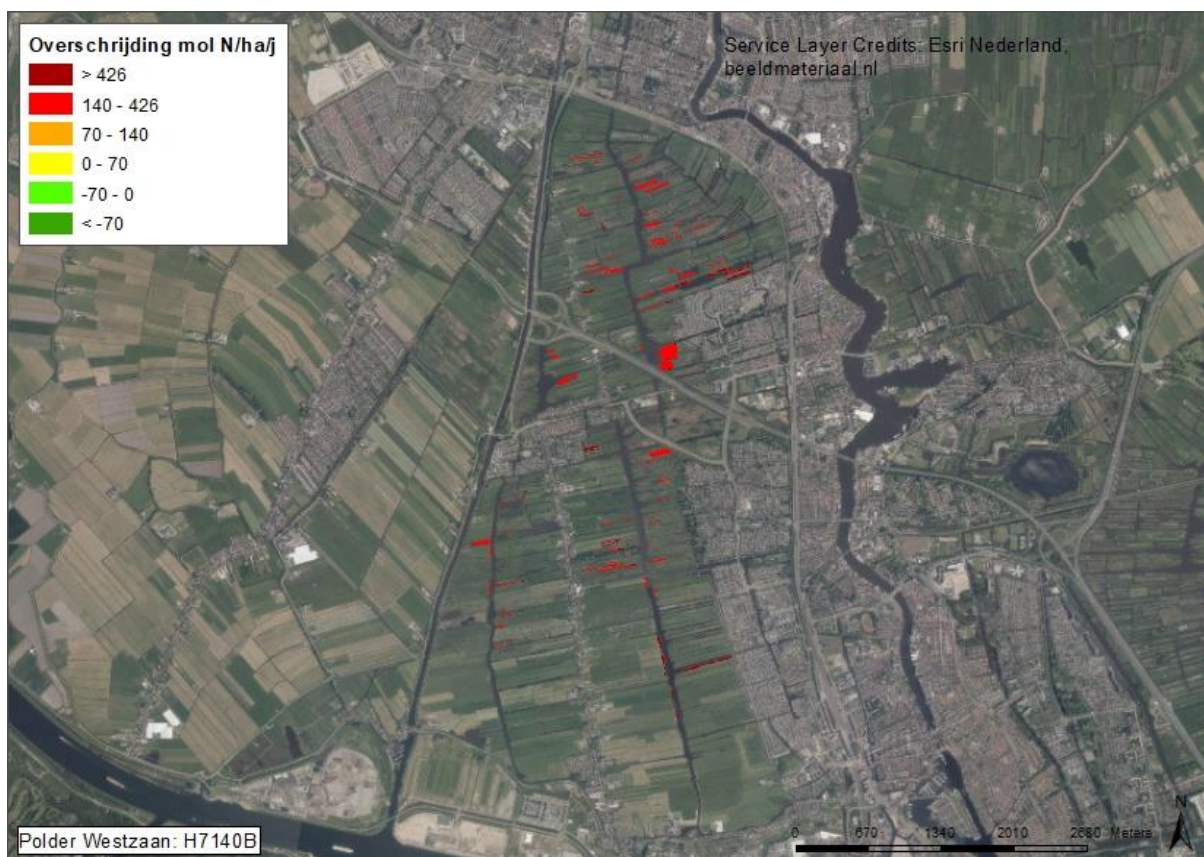 Overschrijding mol N/ha/j
> 426
140 - 426
70 - 140
0 - 70
-70 - 0
< -70
Service Layer Credits: Esri Nederland,
beeldmateriaal.nl
Polder Westzaan: H7140B
N
0 670 1340 2010 2680 Meters